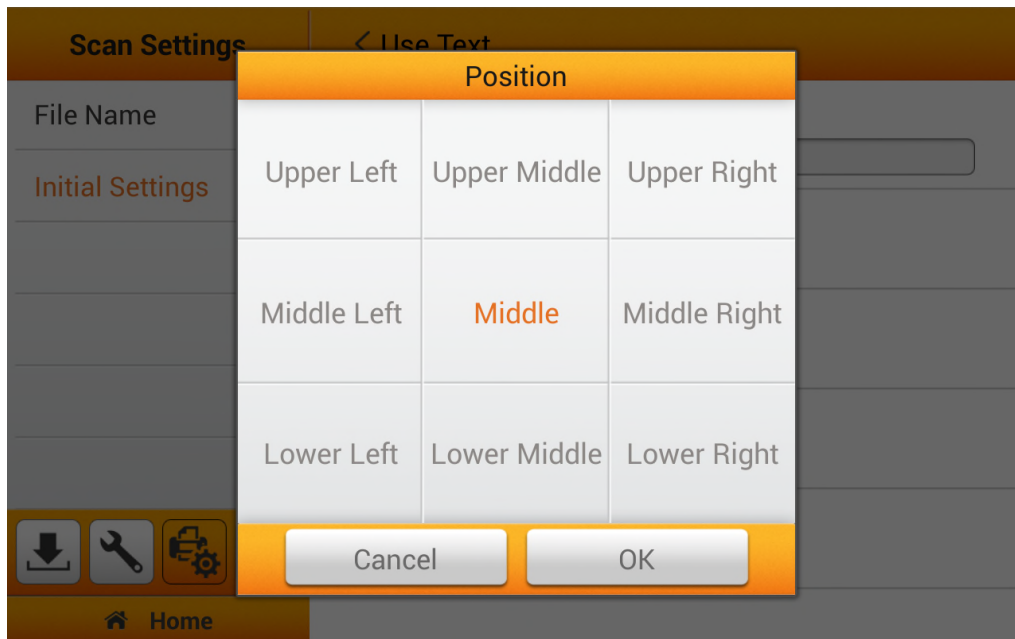 Scan Settings
< Use Text
Position
File Name
Initial Settings
Upper Left
Upper Middle
Upper Right
Middle Left
Middle
Middle Right
Lower Left
Lower Middle
Lower Right
Cancel
OK
Home